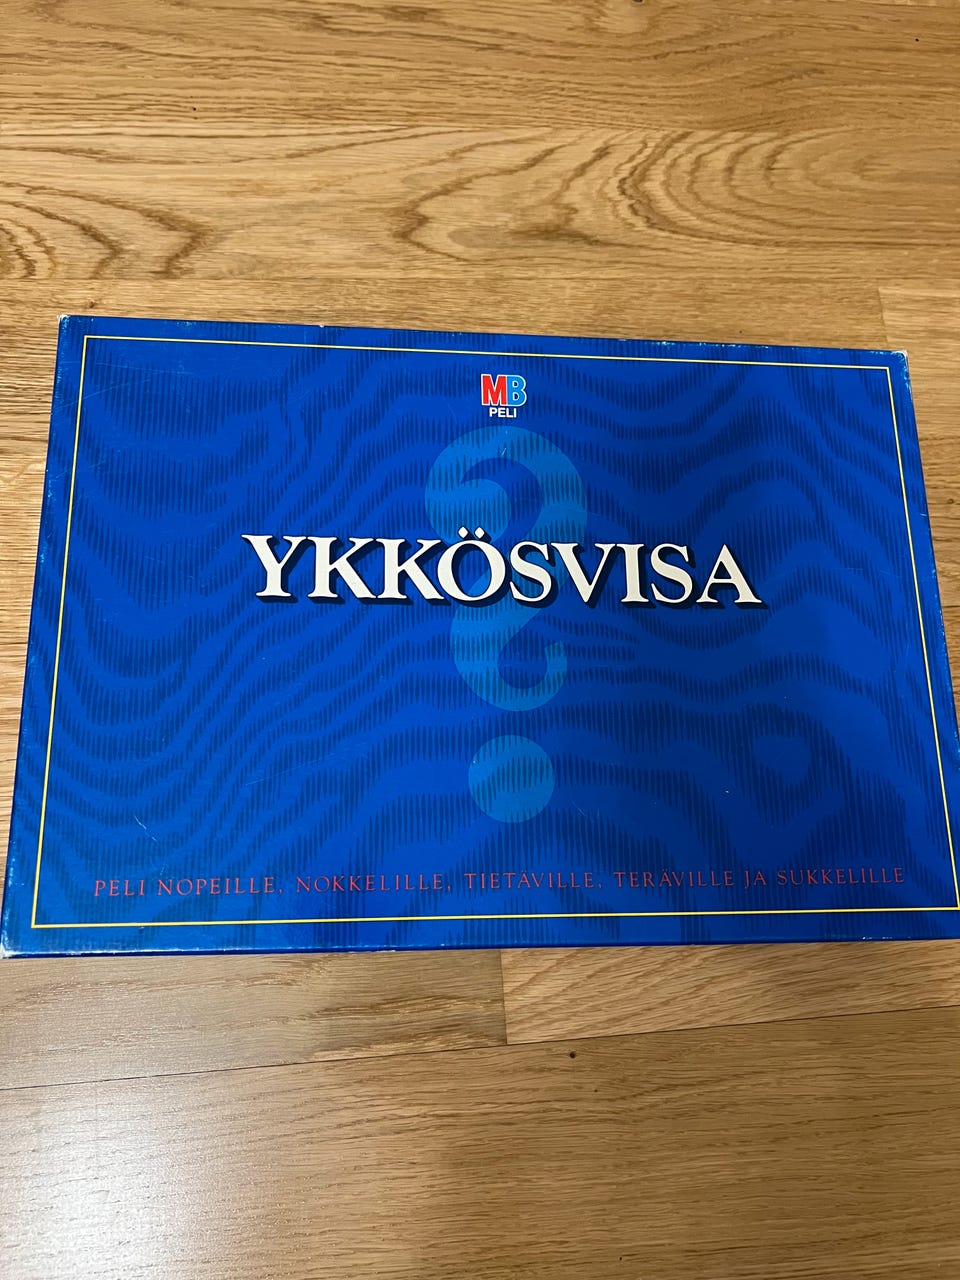 MB
PELI
YKKÖSVISA
PELI NOPEILLE, NOKKELILLE, TIETÄVILLE, TERÄVILLE JA SUKKELILLE